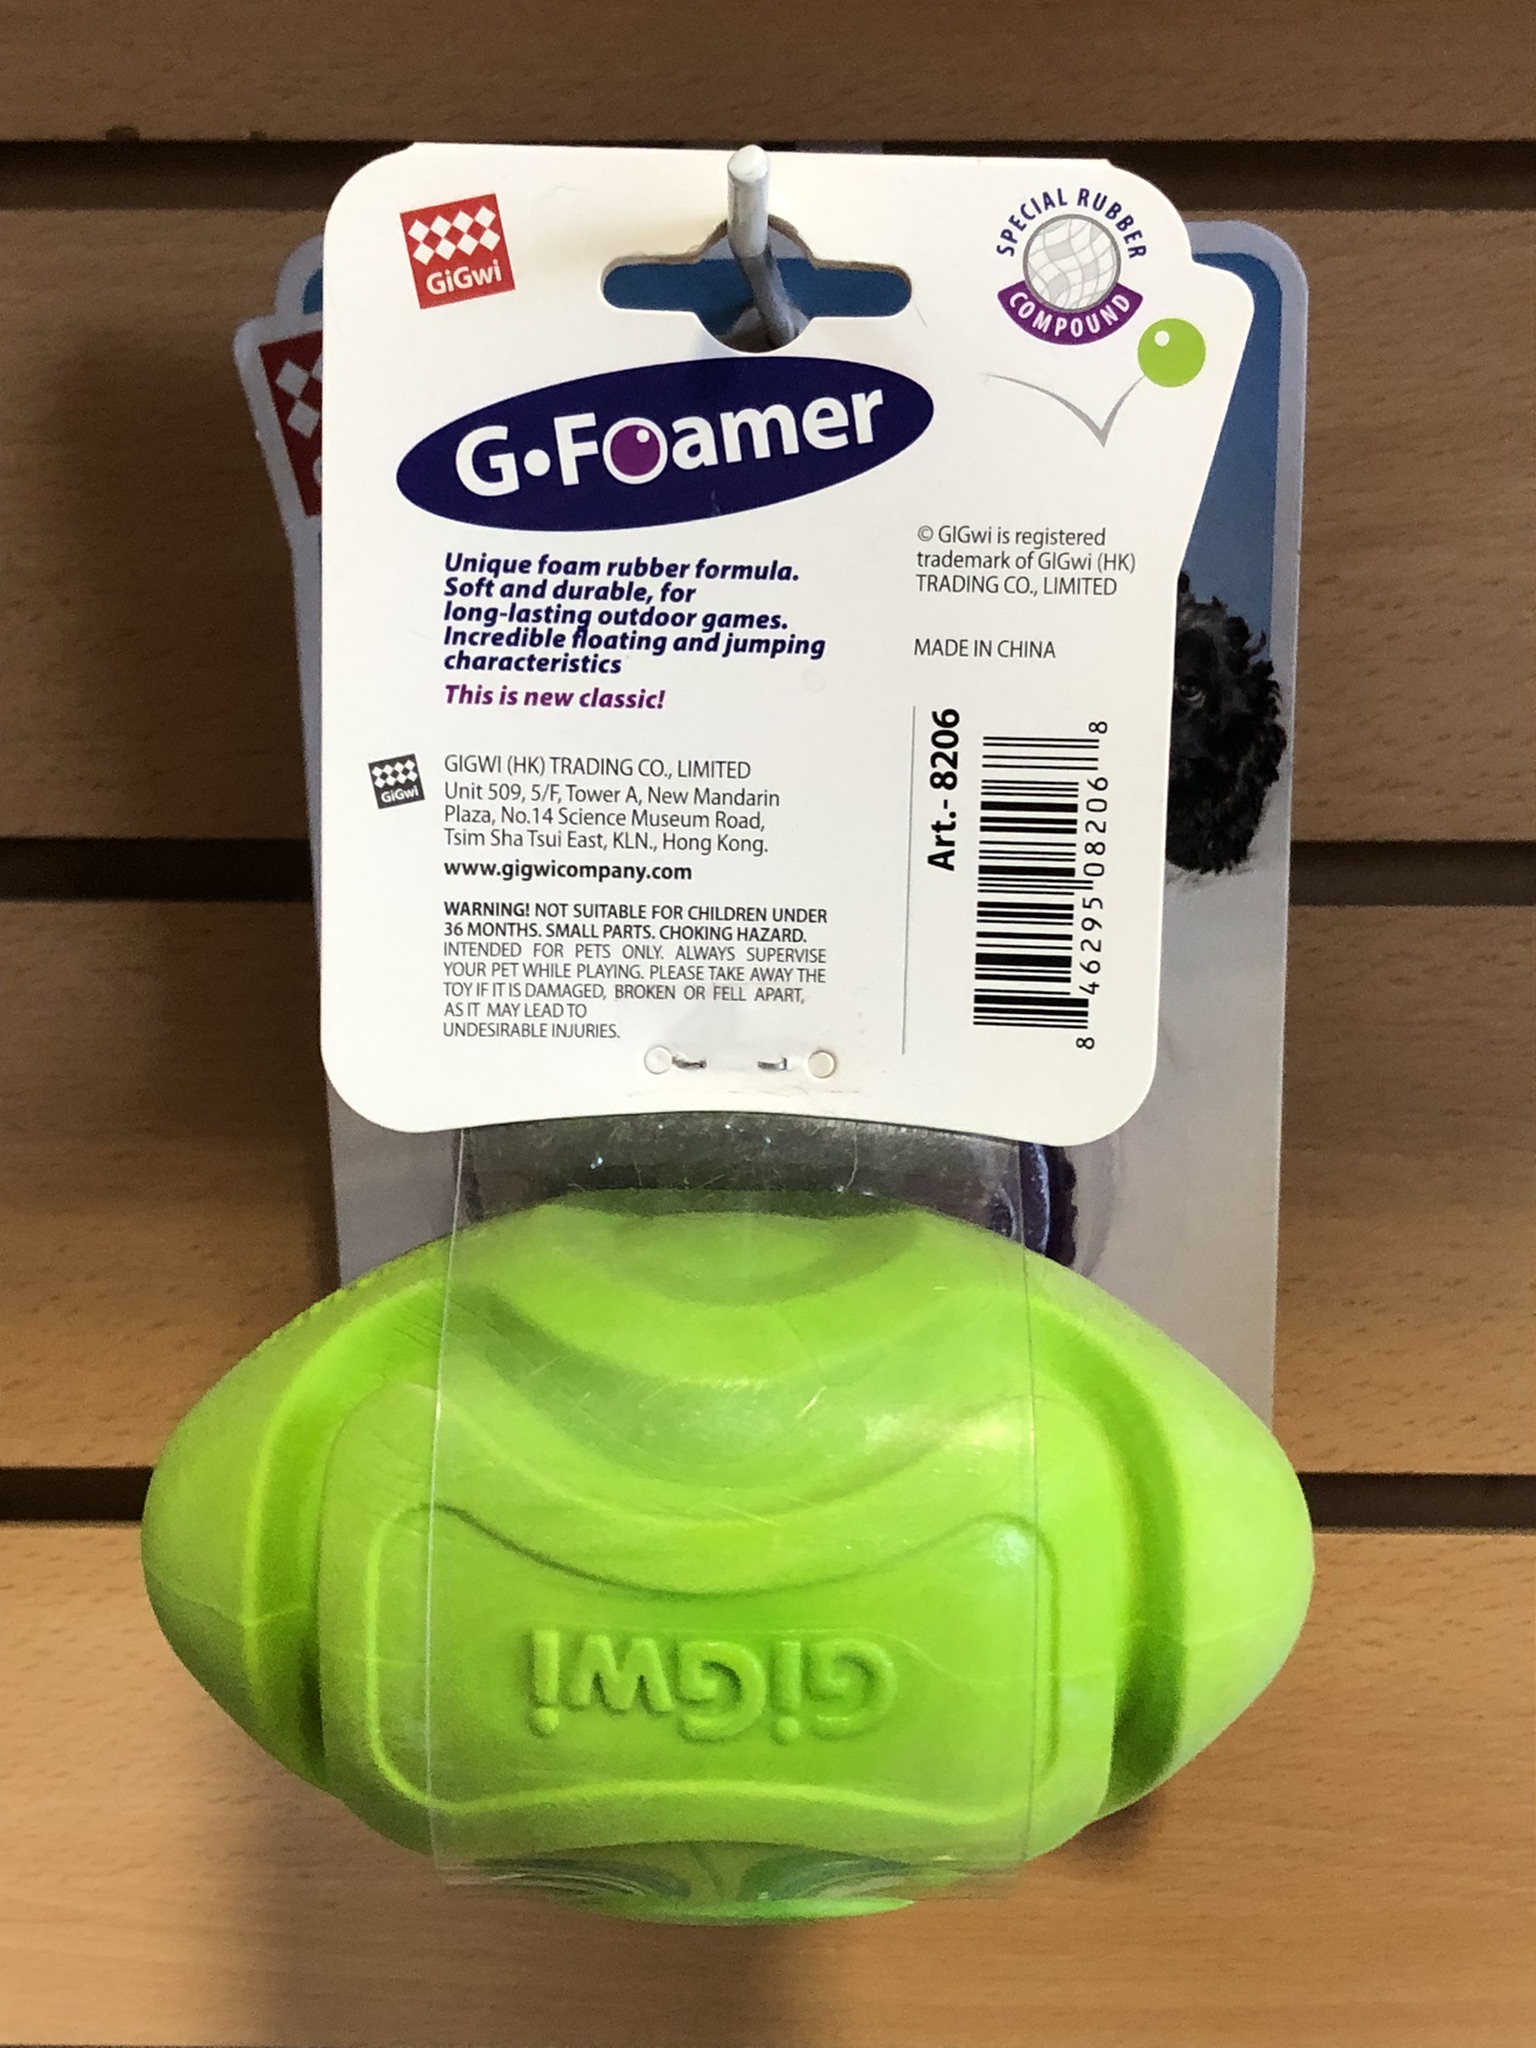 GiGwi
SPECIAL RUBBER
COMPOUND
G•Foamer
Unique foam rubber formula.
Soft and durable, for
long-lasting outdoor games.
Incredible floating and jumping
characteristics
This is new classic!
© GIGwi is registered
trademark of GIGwi (HK)
TRADING CO., LIMITED
MADE IN CHINA
GiGwi
GIGWI (HK) TRADING CO., LIMITED
Unit 509, 5/F, Tower A, New Mandarin
Plaza, No.14 Science Museum Road,
Tsim Sha Tsui East, KLN., Hong Kong.
www.gigwicompany.com
WARNING! NOT SUITABLE FOR CHILDREN UNDER
36 MONTHS. SMALL PARTS. CHOKING HAZARD.
INTENDED FOR PETS ONLY. ALWAYS SUPERVISE
YOUR PET WHILE PLAYING. PLEASE TAKE AWAY THE
TOY IF IT IS DAMAGED, BROKEN OR FELL APART,
AS IT MAY LEAD TO
UNDESIRABLE INJURIES.
Art.- 8206
8 46295 08206 8
GiGwi